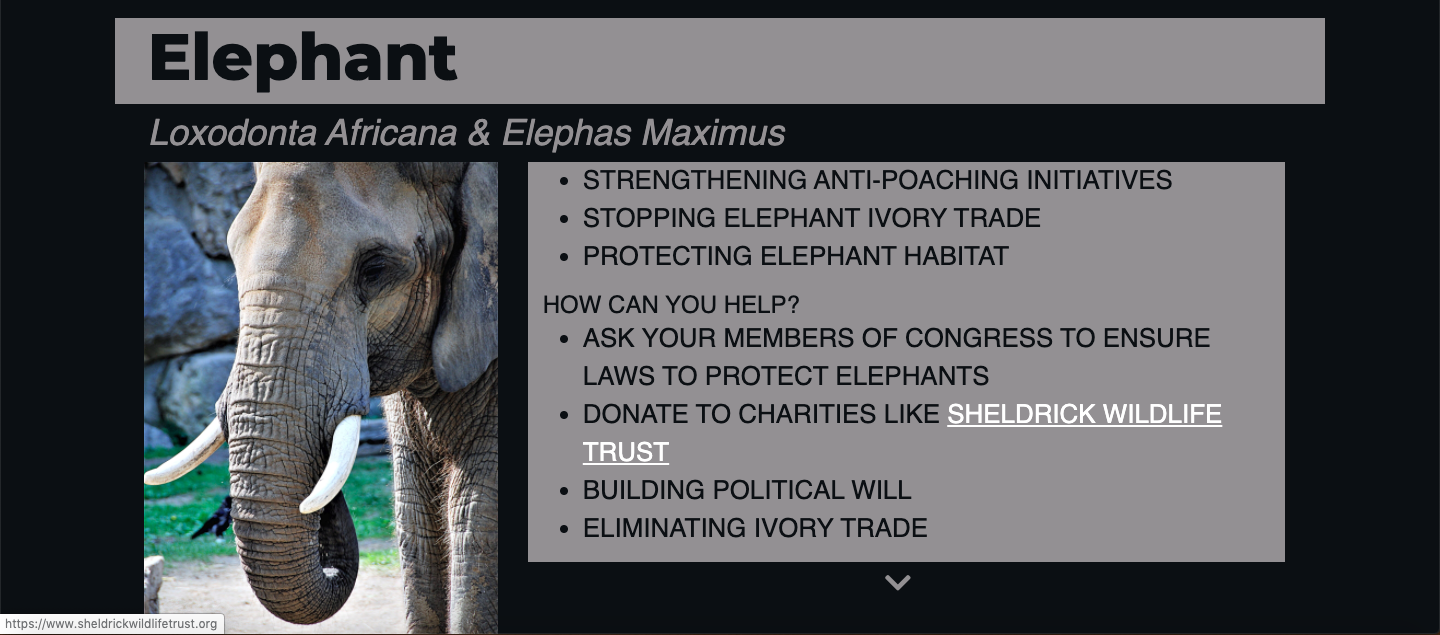 Elephant
Loxodonta Africana & Elephas Maximus
• STRENGTHENING ANTI-POACHING INITIATIVES
• STOPPING ELEPHANT IVORY TRADE
• PROTECTING ELEPHANT HABITAT
HOW CAN YOU HELP?
• ASK YOUR MEMBERS OF CONGRESS TO ENSURE
LAWS TO PROTECT ELEPHANTS
• DONATE TO CHARITIES LIKE SHELDRICK WILDLIFE
TRUST
• BUILDING POLITICAL WILL
• ELIMINATING IVORY TRADE
https://www.sheldrickwildlifetrust.org